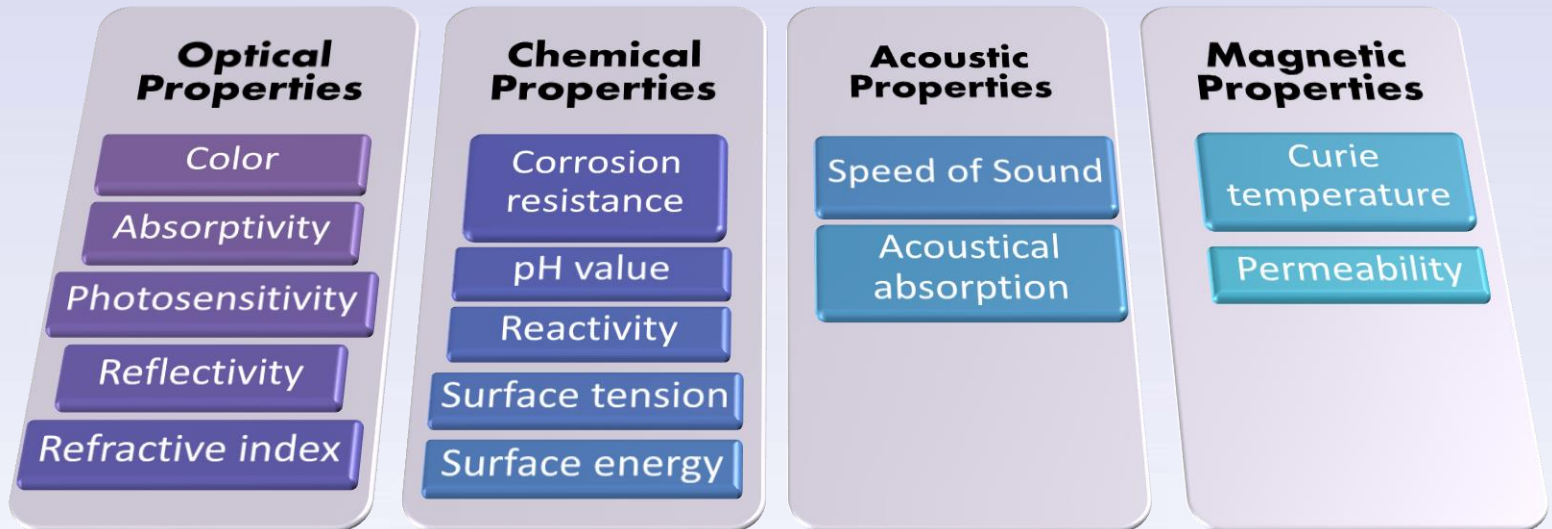 Optical
Properties
Color
Absorptivity
Photosensitivity
Reflectivity
Refractive index
Chemical
Properties
Corrosion
resistance
pH value
Reactivity
Surface tension
Surface energy
Acoustic
Properties
Speed of Sound
Acoustical
absorption
Magnetic
Properties
Curie
temperature
Permeability